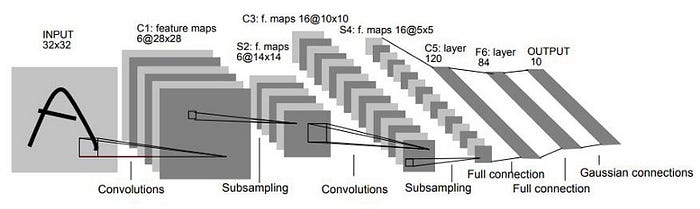 INPUT
32x32
C1: feature maps
6@28x28
C3: f. maps 16@10x10
S2: f. maps
6@14x14
S4: f. maps 16@5x5
C5: layer
120
F6: layer
84
OUTPUT
10
A
Convolutions
Subsampling
Convolutions
Subsampling
Full connection
Full connection
Gaussian connections